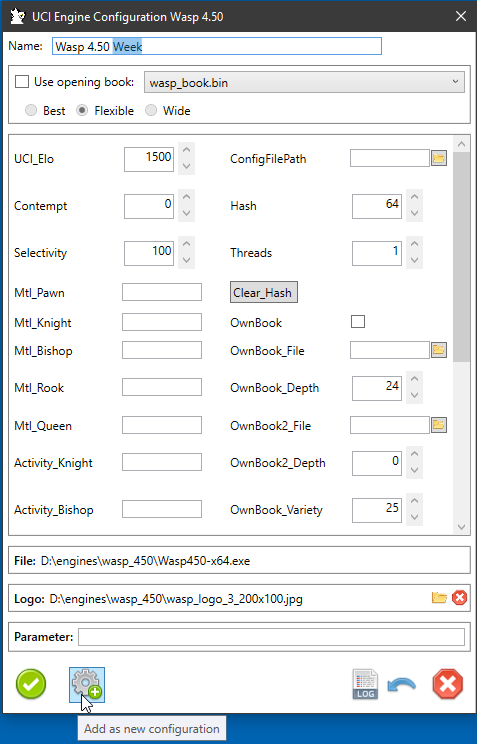 UCI Engine Configuration Wasp 4.50
Name: Wasp 4.50 Week
Use opening book: wasp_book.bin
Best Flexible Wide
UCI_Elo 1500 ConfigFilePath
Contempt 0 Hash 64
Selectivity 100 Threads 1
Mtl_Pawn Clear_Hash
Mtl_Knight OwnBook
Mtl_Bishop OwnBook_File
Mtl_Rook OwnBook_Depth 24
Mtl_Queen OwnBook2_File
Activity_Knight OwnBook2_Depth 0
Activity_Bishop OwnBook_Variety 25
File: D:\engines\wasp_450\Wasp450-x64.exe
Logo: D:\engines\wasp_450\wasp_logo_3_200x100.jpg
Parameter:
LOG
Add as new configuration